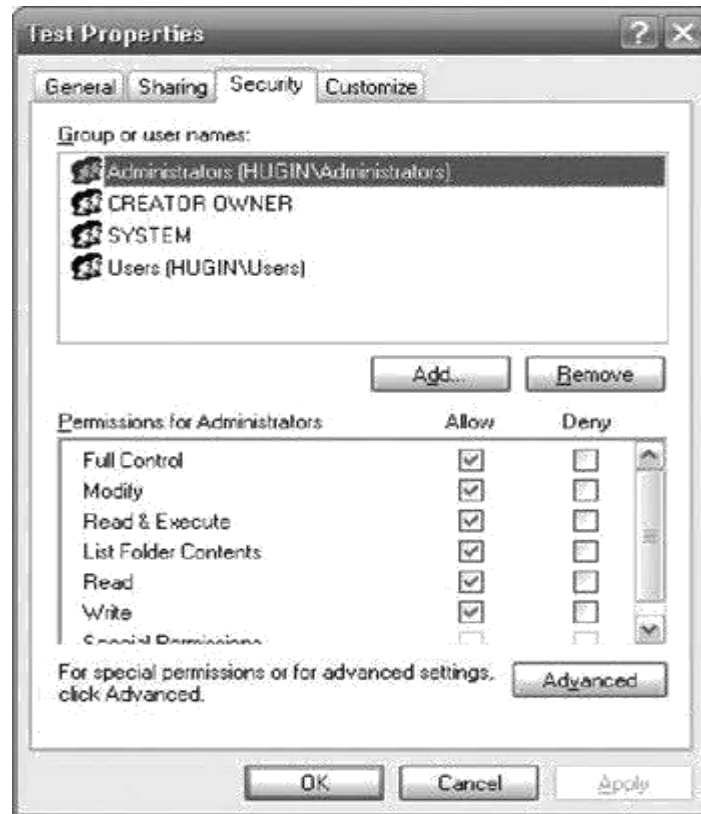 Test Properties
General Sharing Security Customize
Group or user names:
Administrators (HUGIN\Administrators)
CREATOR OWNER
SYSTEM
Users (HUGIN\Users)
Add... Remove
Permissions for Administrators Allow Deny
Full Control
Modify
Read & Execute
List Folder Contents
Read
Write
Special Permissions
For special permissions or for advanced settings,
click Advanced.
Advanced
OK Cancel Apply